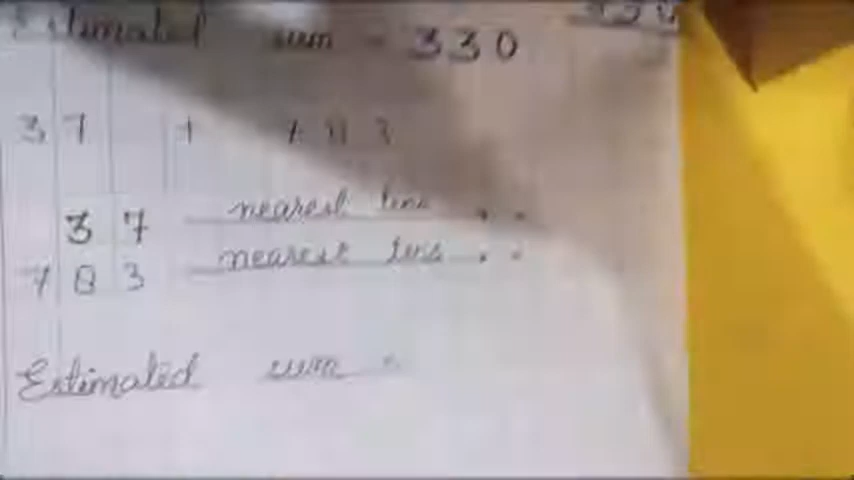 Estimated sum = 330
37 + 783
37 nearest tens
783 nearest tens
Estimated sum =